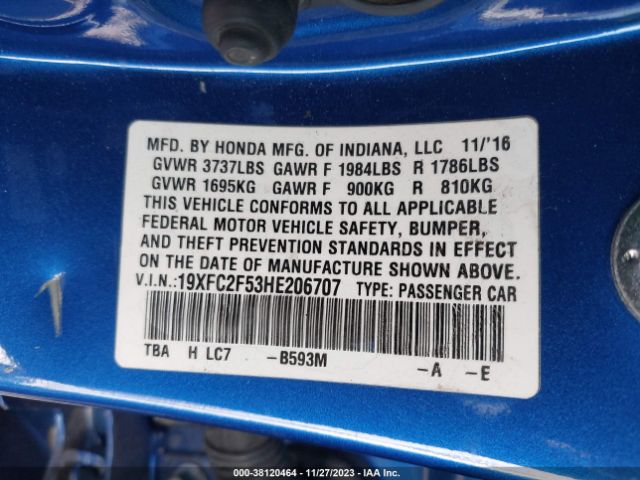 MFD. BY HONDA MFG. OF INDIANA, LLC 11/'16
GVWR 3737LBS GAWR F 1984LBS R 1786LBS
GVWR 1695KG GAWR F 900KG R 810KG
THIS VEHICLE CONFORMS TO ALL APPLICABLE
FEDERAL MOTOR VEHICLE SAFETY, BUMPER,
AND THEFT PREVENTION STANDARDS IN EFFECT
ON THE DATE OF MANUFACTURE SHOWN ABOVE.
V.I.N.:19XFC2F53HE206707 TYPE: PASSENGER CAR
TBA H LC7 -B593M -A -E
000-38120464 - 11/27/2023 - IAA Inc.